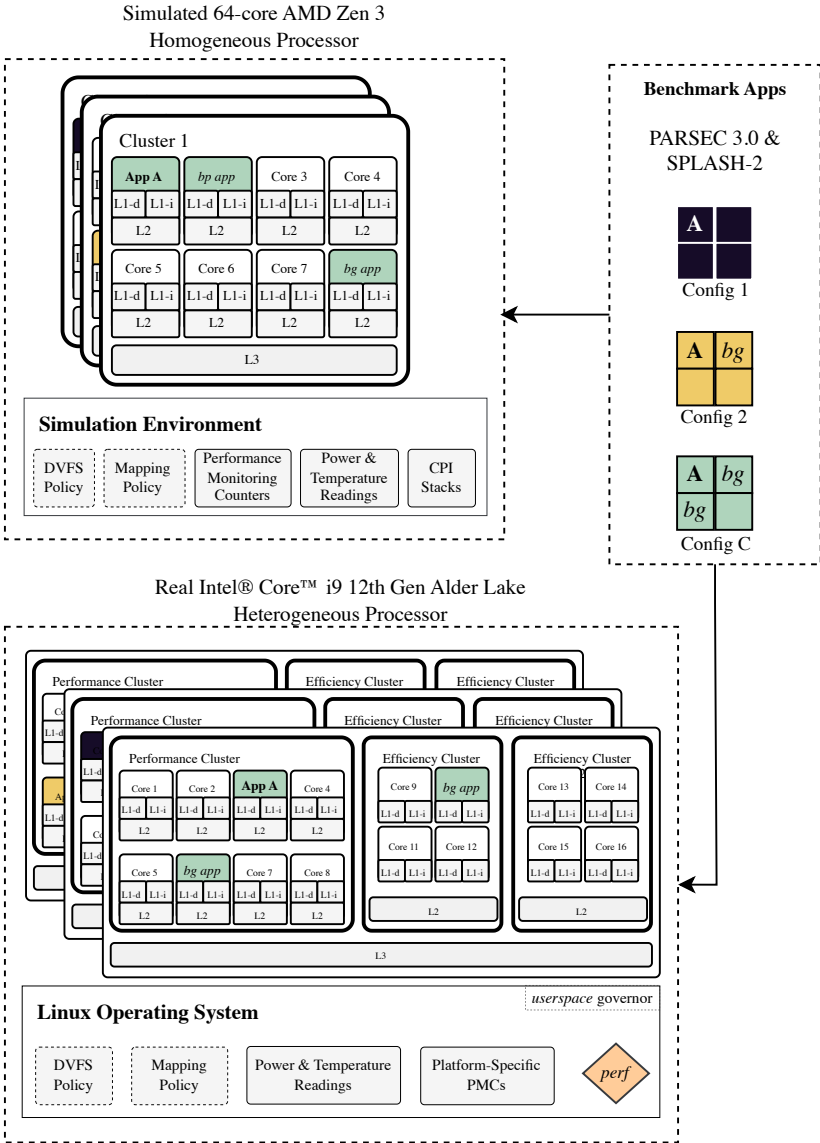 Simulated 64-core AMD Zen 3
Homogeneous Processor
Cluster 1
App A
bp app
Core 3
Core 4
L1-d L1-i L1-d L1-i L1-d L1-i L1-d L1-i
L2 L2 L2 L2
Core 5
Core 6
Core 7
bg app
L1-d L1-i L1-d L1-i L1-d L1-i L1-d L1-i
L2 L2 L2 L2
L3
Simulation Environment
DVFS
Policy
Mapping
Policy
Performance
Monitoring
Counters
Power &
Temperature
Readings
CPI
Stacks
Benchmark Apps
PARSEC 3.0 &
SPLASH-2
A
Config 1
A bg
Config 2
A bg
bg
Config C
Real Intel® Core™ i9 12th Gen Alder Lake
Heterogeneous Processor
Performance Cluster
Efficiency Cluster
Efficiency Cluster
Performance Cluster
Efficiency Cluster
Efficiency Cluster
Performance Cluster
Core 1 Core 2 App A Core 4
L1-d L1-i L1-d L1-i L1-d L1-i L1-d L1-i
L2 L2 L2 L2
Core 5 bg app Core 7 Core 8
L1-d L1-i L1-d L1-i L1-d L1-i L1-d L1-i
L2 L2 L2 L2
Efficiency Cluster
Core 9 bg app
L1-d L1-i L1-d L1-i
Core 11 Core 12
L1-d L1-i L1-d L1-i
L2
Efficiency Cluster
Core 13 Core 14
L1-d L1-i L1-d L1-i
Core 15 Core 16
L1-d L1-i L1-d L1-i
L2
L3
userspace governor
Linux Operating System
DVFS
Policy
Mapping
Policy
Power & Temperature
Readings
Platform-Specific
PMCs
perf